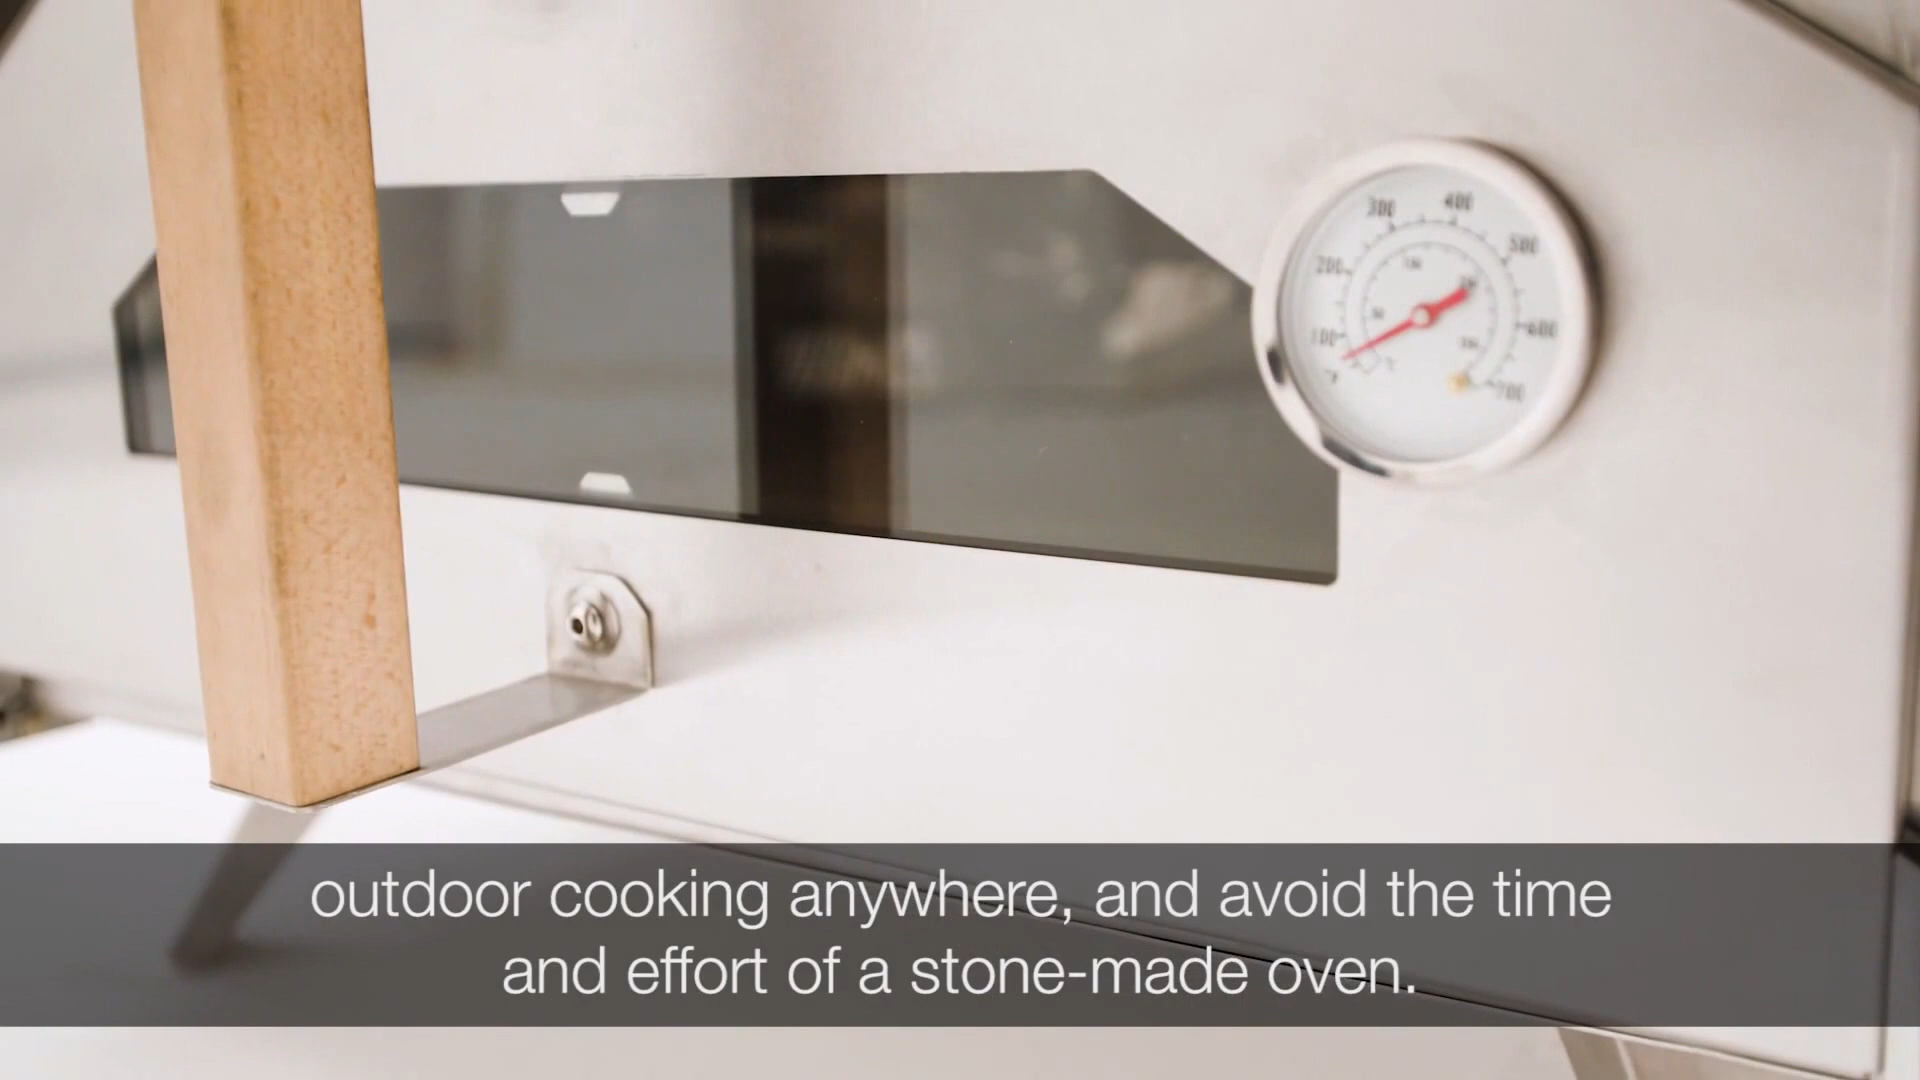 300 400
200 500
100 600
700
°F °C
outdoor cooking anywhere, and avoid the time
and effort of a stone-made oven.